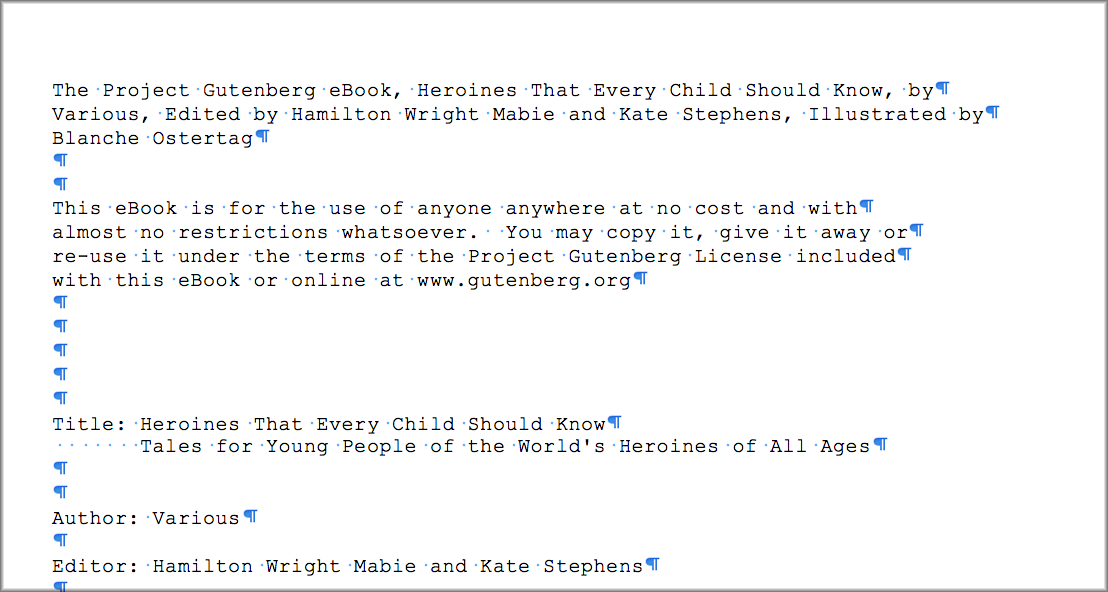 The Project Gutenberg eBook, Heroines That Every Child Should Know, by¶
Various, Edited by Hamilton Wright Mabie and Kate Stephens, Illustrated by¶
Blanche Ostertag¶
¶
¶
This eBook is for the use of anyone anywhere at no cost and with¶
almost no restrictions whatsoever.  You may copy it, give it away or¶
re-use it under the terms of the Project Gutenberg License included¶
with this eBook or online at www.gutenberg.org¶
¶
¶
¶
¶
¶
Title: Heroines That Every Child Should Know¶
       Tales for Young People of the World's Heroines of All Ages¶
¶
¶
Author: Various¶
¶
Editor: Hamilton Wright Mabie and Kate Stephens¶
¶